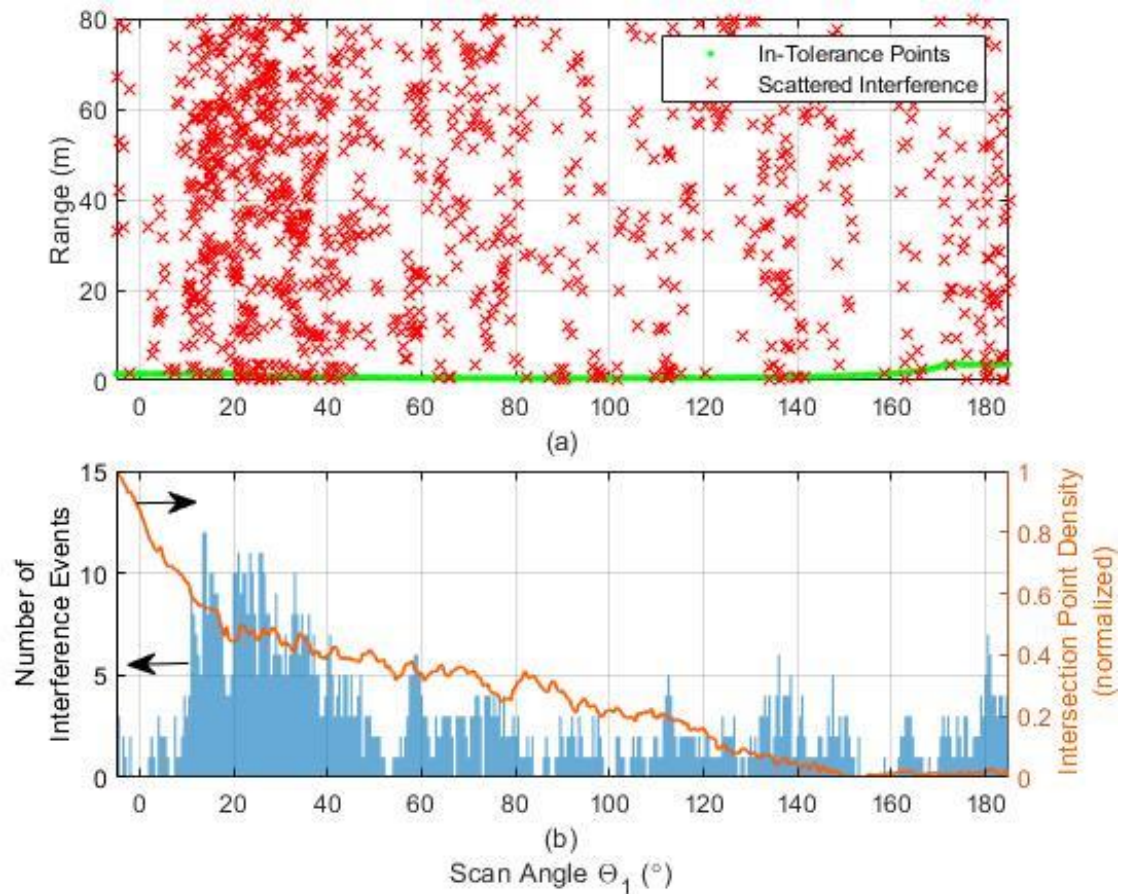 80
60
40
20
0
Range (m)
In-Tolerance Points
Scattered Interference
0 20 40 60 80 100 120 140 160 180
(a)
15
10
5
0
Number of
Interference Events
1
0.8
0.6
0.4
0.2
0
Intersection Point Density
(normalized)
0 20 40 60 80 100 120 140 160 180
(b)
Scan Angle Θ₁ (°)